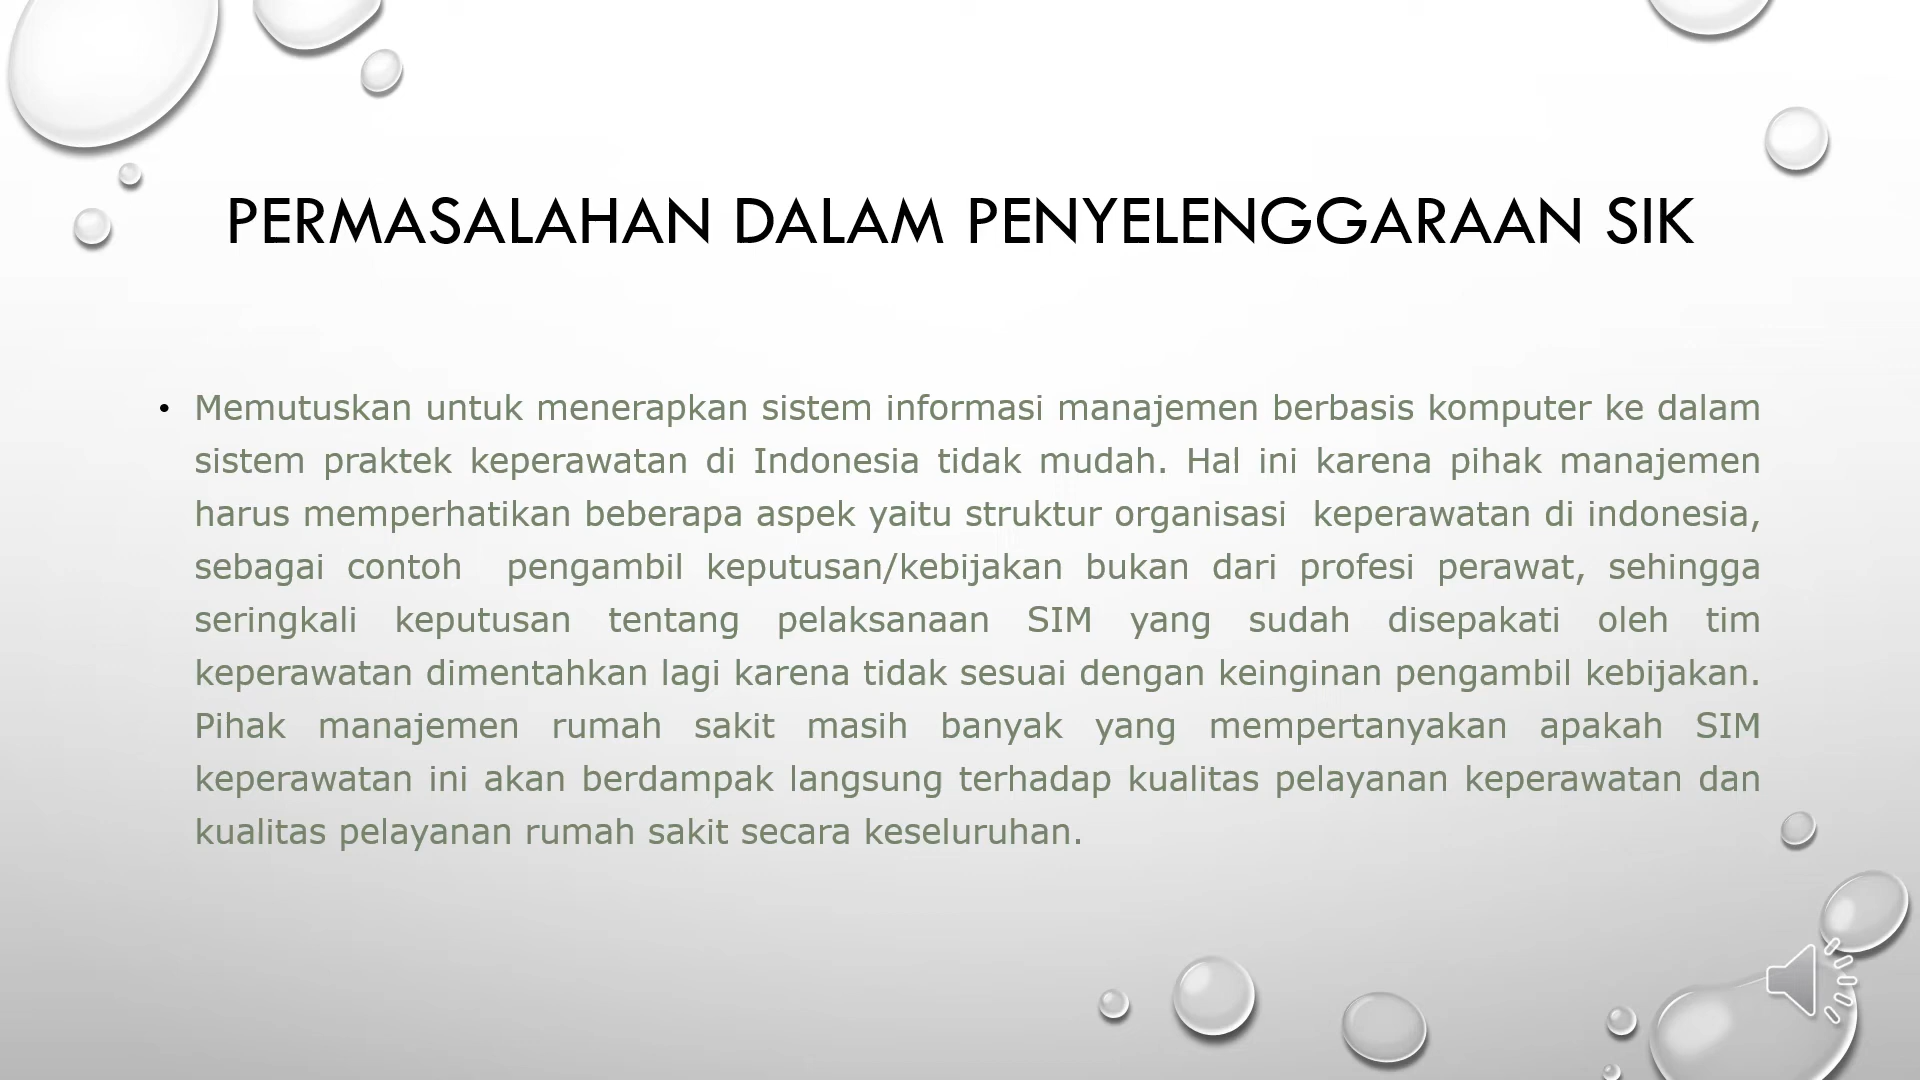 PERMASALAHAN DALAM PENYELENGGARAAN SIK
• Memutuskan untuk menerapkan sistem informasi manajemen berbasis komputer ke dalam
sistem praktek keperawatan di Indonesia tidak mudah. Hal ini karena pihak manajemen
harus memperhatikan beberapa aspek yaitu struktur organisasi  keperawatan di indonesia,
sebagai contoh  pengambil keputusan/kebijakan bukan dari profesi perawat, sehingga
seringkali keputusan tentang pelaksanaan SIM yang sudah disepakati oleh tim
keperawatan dimentahkan lagi karena tidak sesuai dengan keinginan pengambil kebijakan.
Pihak manajemen rumah sakit masih banyak yang mempertanyakan apakah SIM
keperawatan ini akan berdampak langsung terhadap kualitas pelayanan keperawatan dan
kualitas pelayanan rumah sakit secara keseluruhan.